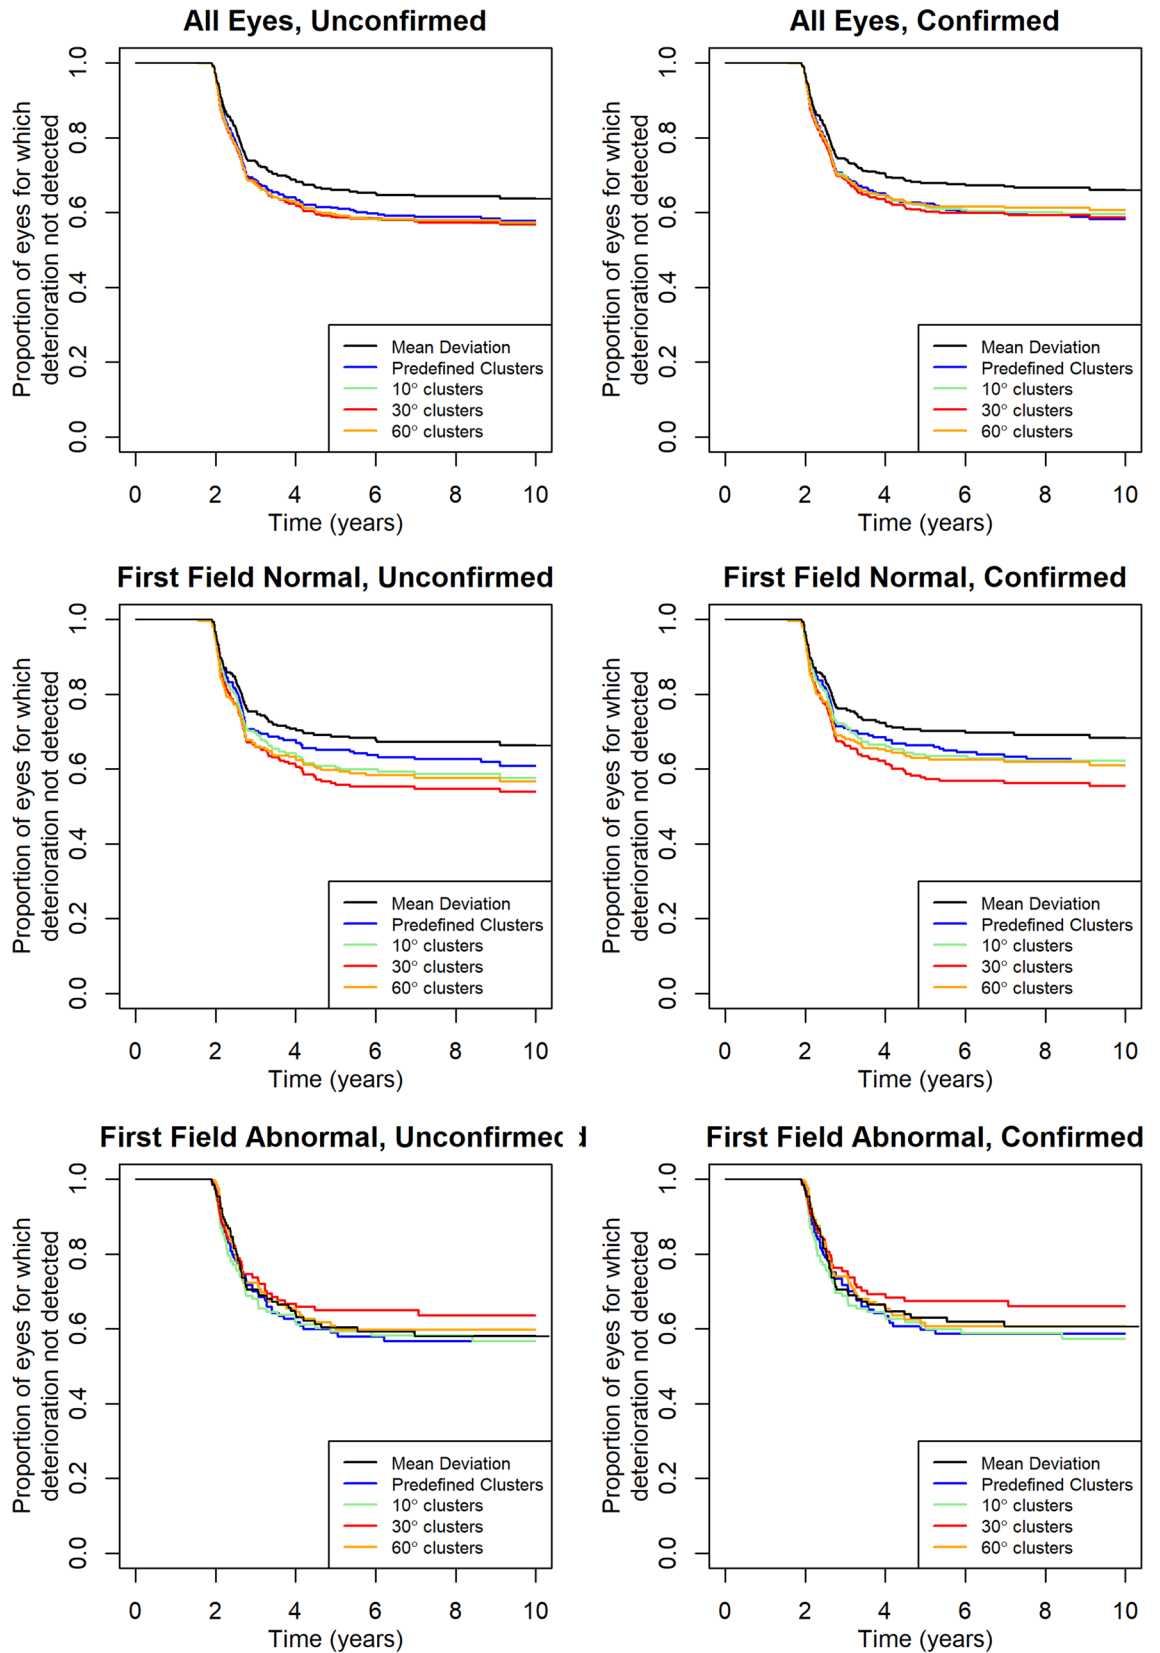 All Eyes, Unconfirmed
Proportion of eyes for which
deterioration not detected
1.0
0.8
0.6
0.4
0.2
0.0
Mean Deviation
Predefined Clusters
10° clusters
30° clusters
60° clusters
0 2 4 6 8 10
Time (years)
All Eyes, Confirmed
Proportion of eyes for which
deterioration not detected
1.0
0.8
0.6
0.4
0.2
0.0
Mean Deviation
Predefined Clusters
10° clusters
30° clusters
60° clusters
0 2 4 6 8 10
Time (years)
First Field Normal, Unconfirmed
Proportion of eyes for which
deterioration not detected
1.0
0.8
0.6
0.4
0.2
0.0
Mean Deviation
Predefined Clusters
10° clusters
30° clusters
60° clusters
0 2 4 6 8 10
Time (years)
First Field Normal, Confirmed
Proportion of eyes for which
deterioration not detected
1.0
0.8
0.6
0.4
0.2
0.0
Mean Deviation
Predefined Clusters
10° clusters
30° clusters
60° clusters
0 2 4 6 8 10
Time (years)
First Field Abnormal, Unconfirmed
Proportion of eyes for which
deterioration not detected
1.0
0.8
0.6
0.4
0.2
0.0
Mean Deviation
Predefined Clusters
10° clusters
30° clusters
60° clusters
0 2 4 6 8 10
Time (years)
First Field Abnormal, Confirmed
Proportion of eyes for which
deterioration not detected
1.0
0.8
0.6
0.4
0.2
0.0
Mean Deviation
Predefined Clusters
10° clusters
30° clusters
60° clusters
0 2 4 6 8 10
Time (years)